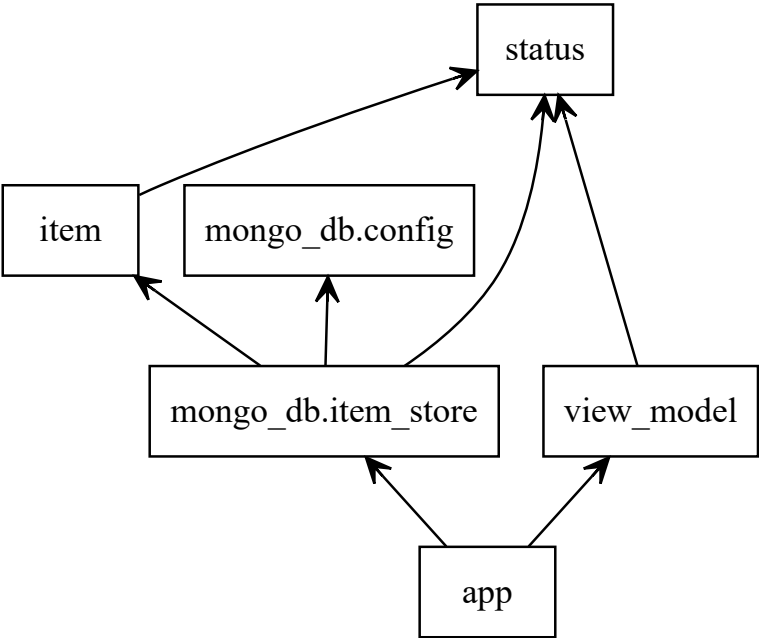 status
item
mongo_db.config
mongo_db.item_store
view_model
app